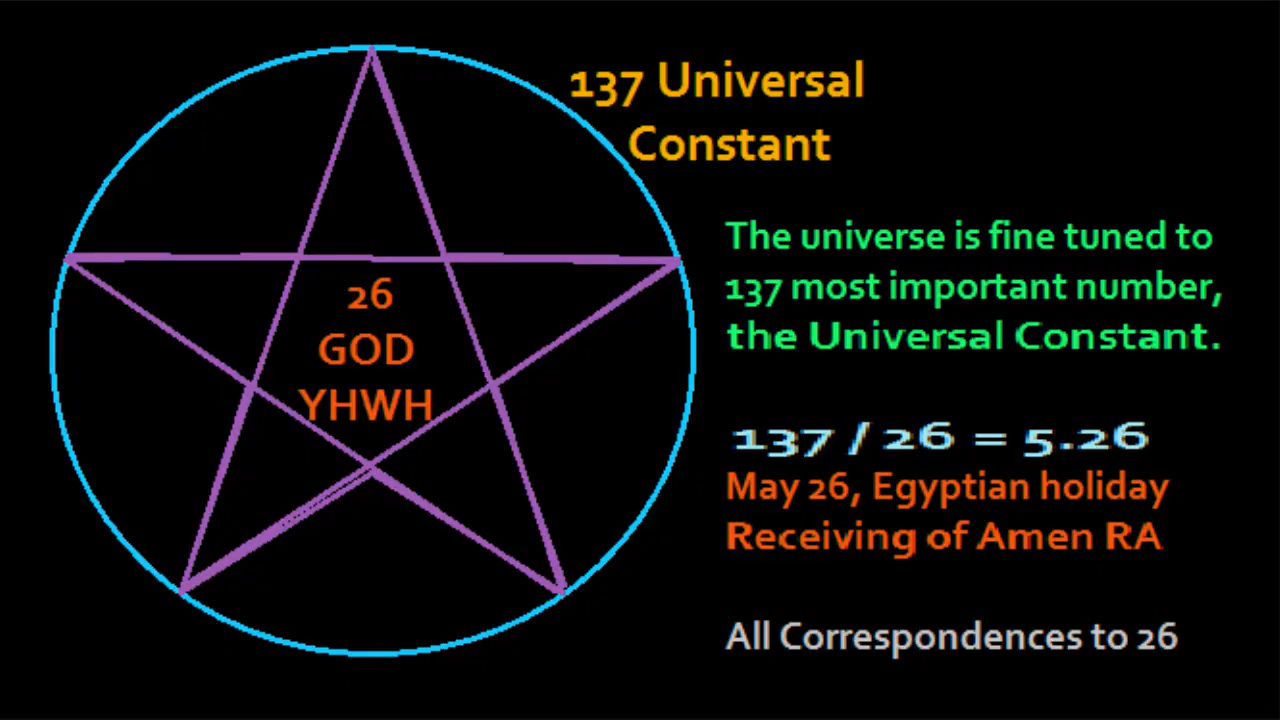 137 Universal
Constant
The universe is fine tuned to
137 most important number,
the Universal Constant.
26
GOD
YHWH
137 / 26 = 5.26
May 26, Egyptian holiday
Receiving of Amen RA
All Correspondences to 26